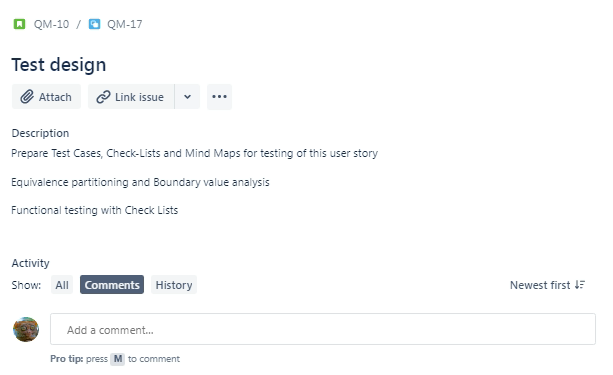 QM-10 / QM-17
Test design
Attach Link issue
Description
Prepare Test Cases, Check-Lists and Mind Maps for testing of this user story
Equivalence partitioning and Boundary value analysis
Functional testing with Check Lists
Activity
Show: All Comments History Newest first
Add a comment...
Pro tip: press M to comment